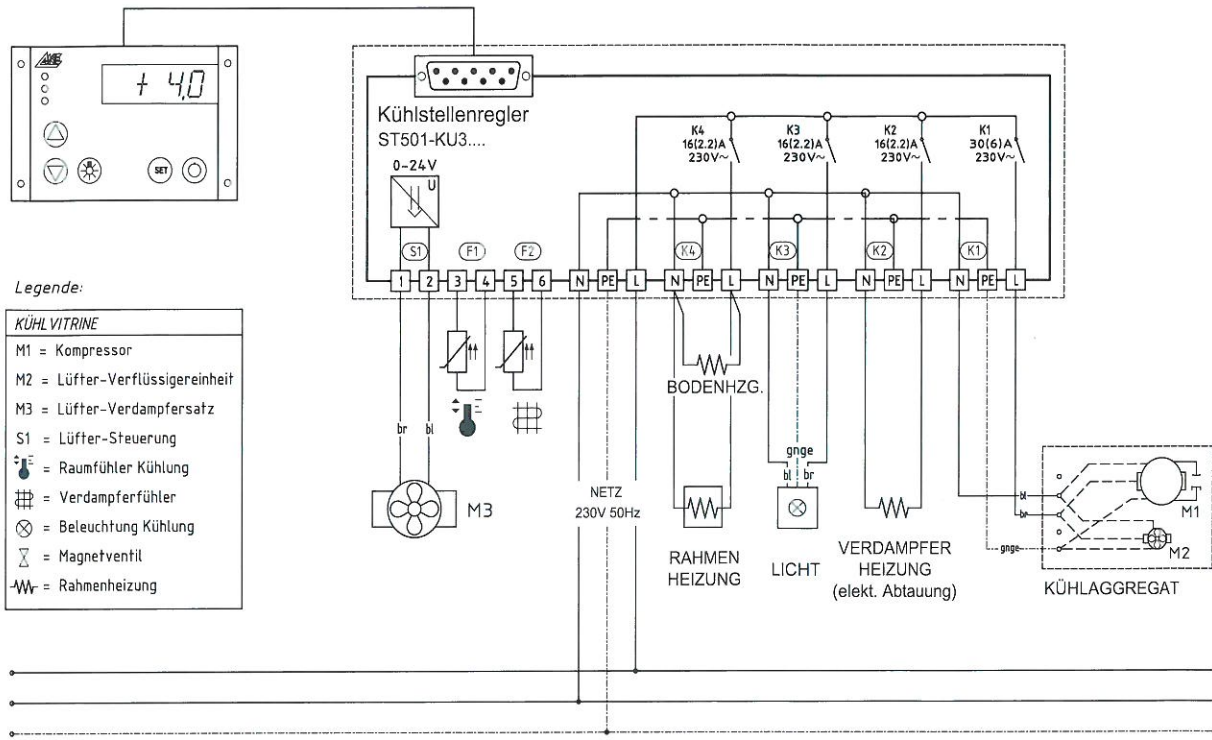 + 4,0
SET
Kühlstellenregler
ST501-KU3....
0-24V
U
K4
16(2.2)A
230V~
K3
16(2.2)A
230V~
K2
16(2.2)A
230V~
K1
30(6)A
230V~
S1 F1 F2 K4 K3 K2 K1
1 2 3 4 5 6 N PE L N PE L N PE L N PE L N PE L
Legende:
KÜHLVITRINE
M1 = Kompressor
M2 = Lüfter-Verflüssigereinheit
M3 = Lüfter-Verdampfersatz
S1 = Lüfter-Steuerung
= Raumfühler Kühlung
= Verdampferfühler
= Beleuchtung Kühlung
= Magnetventil
= Rahmenheizung
br bl
M3
NETZ
230V 50Hz
BODENHZG.
RAHMEN
HEIZUNG
gnge
bl br
LICHT
VERDAMPFER
HEIZUNG
(elekt. Abtauung)
bl
br
gnge
M1
M2
KÜHLAGGREGAT